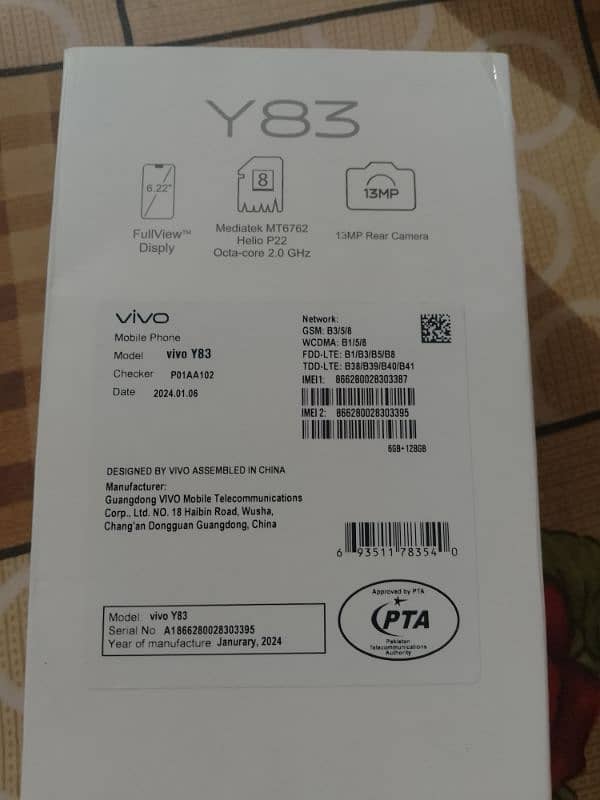 Y83
6.22"
8
13MP
FullView™
Disply
Mediatek MT6762
Helio P22
Octa-core 2.0 GHz
13MP Rear Camera
vivo
Mobile Phone
Model vivo Y83
Checker P01AA102
Date 2024.01.06
Network:
GSM: B3/5/8
WCDMA: B1/5/8
FDD-LTE: B1/B3/B5/B8
TDD-LTE: B38/B39/B40/B41
IMEI1: 866280028303387
IMEI 2: 866280028303395
6GB+128GB
DESIGNED BY VIVO ASSEMBLED IN CHINA
Manufacturer:
Guangdong VIVO Mobile Telecommunications
Corp., Ltd. NO. 18 Haibin Road, Wusha,
Chang'an Dongguan Guangdong, China
6 93511 78354 0
Model: vivo Y83
Serial No A1866280028303395
Year of manufacture Janurary, 2024
Approved by PTA
PTA
Pakistan
Telecommunications
Authority